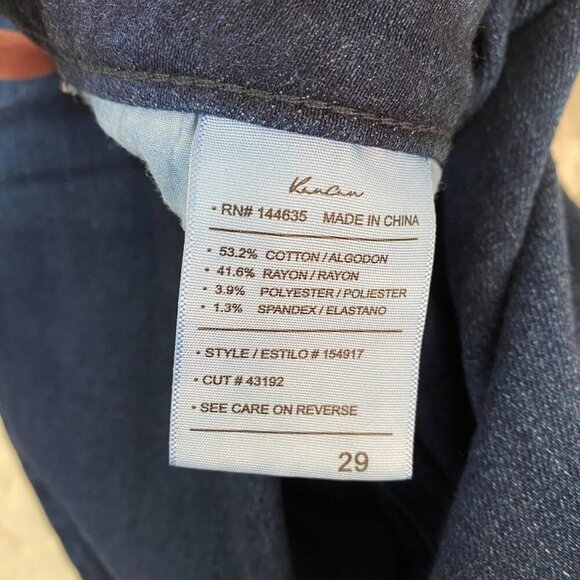 KanCan
• RN# 144635 MADE IN CHINA
• 53.2% COTTON / ALGODON
• 41.6% RAYON / RAYON
• 3.9% POLYESTER / POLIESTER
• 1.3% SPANDEX / ELASTANO
• STYLE / ESTILO # 154917
• CUT # 43192
• SEE CARE ON REVERSE
29